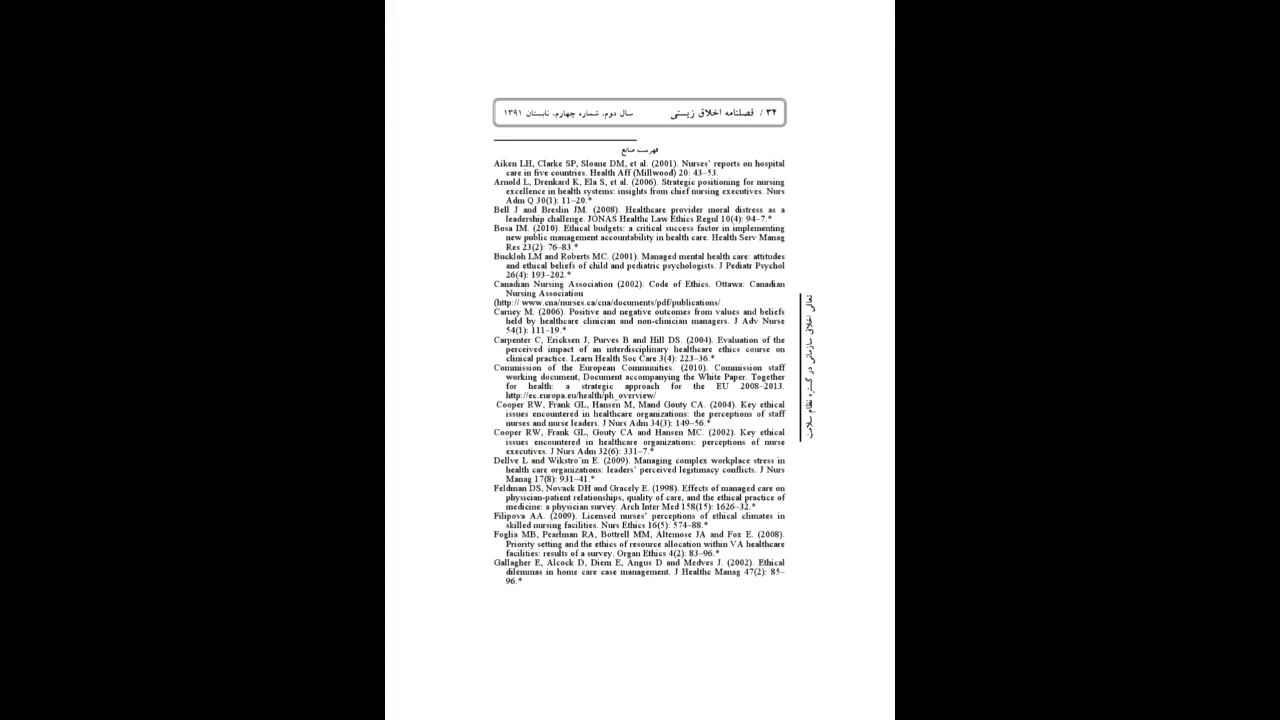 ۳۴ / فصلنامه اخلاق زیستی سال دوم، شماره چهارم، تابستان ۱۳۹۱
فهرست منابع
Aiken LH, Clarke SP, Sloane DM, et al. (2001). Nurses' reports on hospital
care in five countries. Health Aff (Millwood) 20: 43–53.
Arnold L, Drenkard K, Ela S, et al. (2006). Strategic positioning for nursing
excellence in health systems: insights from chief nursing executives. Nurs
Adm Q 30(1): 11–20.*
Bell J and Breslin JM. (2008). Healthcare provider moral distress as a
leadership challenge. JONAS Healthc Law Ethics Regul 10(4): 94–7.*
Bosa IM. (2010). Ethical budgets: a critical success factor in implementing
new public management accountability in health care. Health Serv Manag
Res 23(2): 76–83.*
Buckloh LM and Roberts MC. (2001). Managed mental health care: attitudes
and ethical beliefs of child and pediatric psychologists. J Pediatr Psychol
26(4): 193–202.*
Canadian Nursing Association (2002). Code of Ethics. Ottawa: Canadian
Nursing Association
(http:// www.cna/nurses.ca/cna/documents/pdf/publications/
Carney M. (2006). Positive and negative outcomes from values and beliefs
held by healthcare clinician and non-clinician managers. J Adv Nurse
54(1): 111–19.*
Carpenter C, Ericksen J, Purves B and Hill DS. (2004). Evaluation of the
perceived impact of an interdisciplinary healthcare ethics course on
clinical practice. Learn Health Soc Care 3(4): 223–36.*
Commission of the European Communities. (2010). Commission staff
working document, Document accompanying the White Paper. Together
for health: a strategic approach for the EU 2008–2013.
http://ec.europa.eu/health/ph_overview/
Cooper RW, Frank GL, Hansen M, Mand Gouty CA. (2004). Key ethical
issues encountered in healthcare organizations: the perceptions of staff
nurses and nurse leaders. J Nurs Adm 34(3): 149–56.*
Cooper RW, Frank GL, Gouty CA and Hansen MC. (2002). Key ethical
issues encountered in healthcare organizations: perceptions of nurse
executives. J Nurs Adm 32(6): 331–7.*
Dellve L and Wikstro¨m E. (2009). Managing complex workplace stress in
health care organizations: leaders' perceived legitimacy conflicts. J Nurs
Manag 17(8): 931–41.*
Feldman DS, Novack DH and Gracely E. (1998). Effects of managed care on
physician-patient relationships, quality of care, and the ethical practice of
medicine: a physician survey. Arch Inter Med 158(15): 1626–32.*
Filipova AA. (2009). Licensed nurses' perceptions of ethical climates in
skilled nursing facilities. Nurs Ethics 16(5): 574–88.*
Foglia MB, Pearlman RA, Bottrell MM, Altemose JA and Fox E. (2008).
Priority setting and the ethics of resource allocation within VA healthcare
facilities: results of a survey. Organ Ethics 4(2): 83–96.*
Gallagher E, Alcock D, Diem E, Angus D and Medves J. (2002). Ethical
dilemmas in home care case management. J Healthc Manag 47(2): 85–
96.*
تعالی اخلاق سازمانی در گستره نظام سلامت